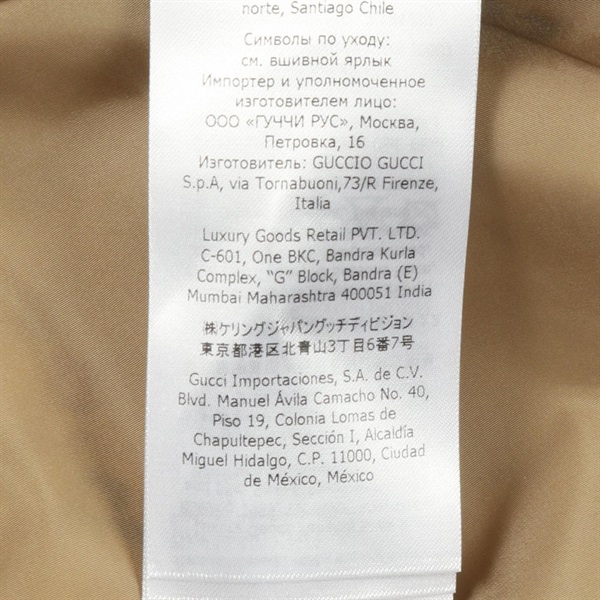 norte, Santiago Chile
Символы по уходу:
см. вшивной ярлык
Импортер и уполномоченное
изготовителем лицо:
ООО «ГУЧЧИ РУС», Москва,
Петровка, 16
Изготовитель: GUCCIO GUCCI
S.p.A, via Tornabuoni,73/R Firenze,
Italia
Luxury Goods Retail PVT. LTD.
C-601, One BKC, Bandra Kurla
Complex, "G" Block, Bandra (E)
Mumbai Maharashtra 400051 India
㈱ケリングジャパングッチディビジョン
東京都港区北青山3丁目6番7号
Gucci Importaciones, S.A. de C.V.
Blvd. Manuel Ávila Camacho No. 40,
Piso 19, Colonia Lomas de
Chapultepec, Sección I, Alcaldía
Miguel Hidalgo, C.P. 11000, Ciudad
de México, México